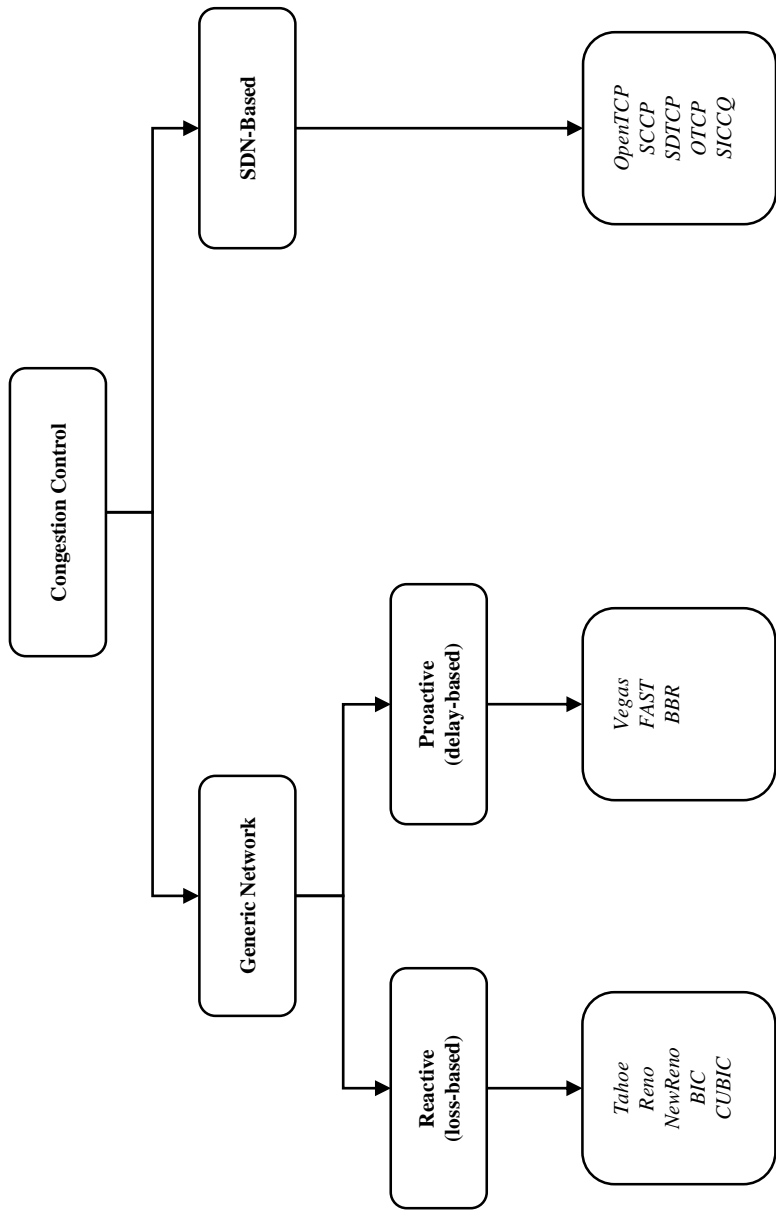 Congestion Control
Generic Network
SDN-Based
Reactive
(loss-based)
Proactive
(delay-based)
Tahoe
Reno
NewReno
BIC
CUBIC
Vegas
FAST
BBR
OpenTCP
SCCP
SDTCP
OTCP
SICCQ